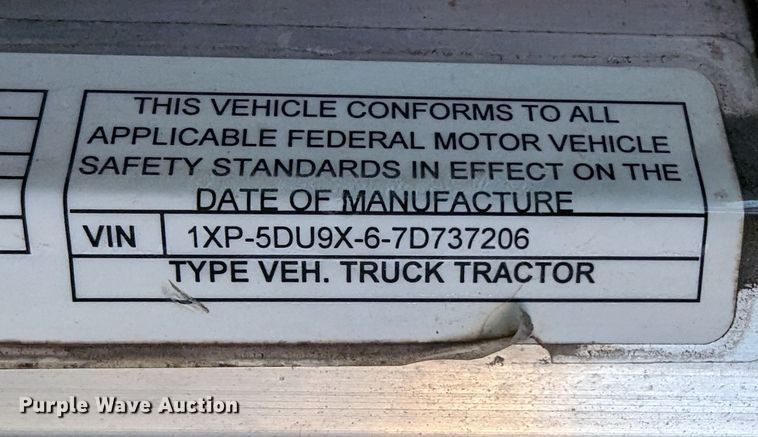 THIS VEHICLE CONFORMS TO ALL
APPLICABLE FEDERAL MOTOR VEHICLE
SAFETY STANDARDS IN EFFECT ON THE
DATE OF MANUFACTURE
VIN 1XP-5DU9X-6-7D737206
TYPE VEH. TRUCK TRACTOR
Purple Wave Auction